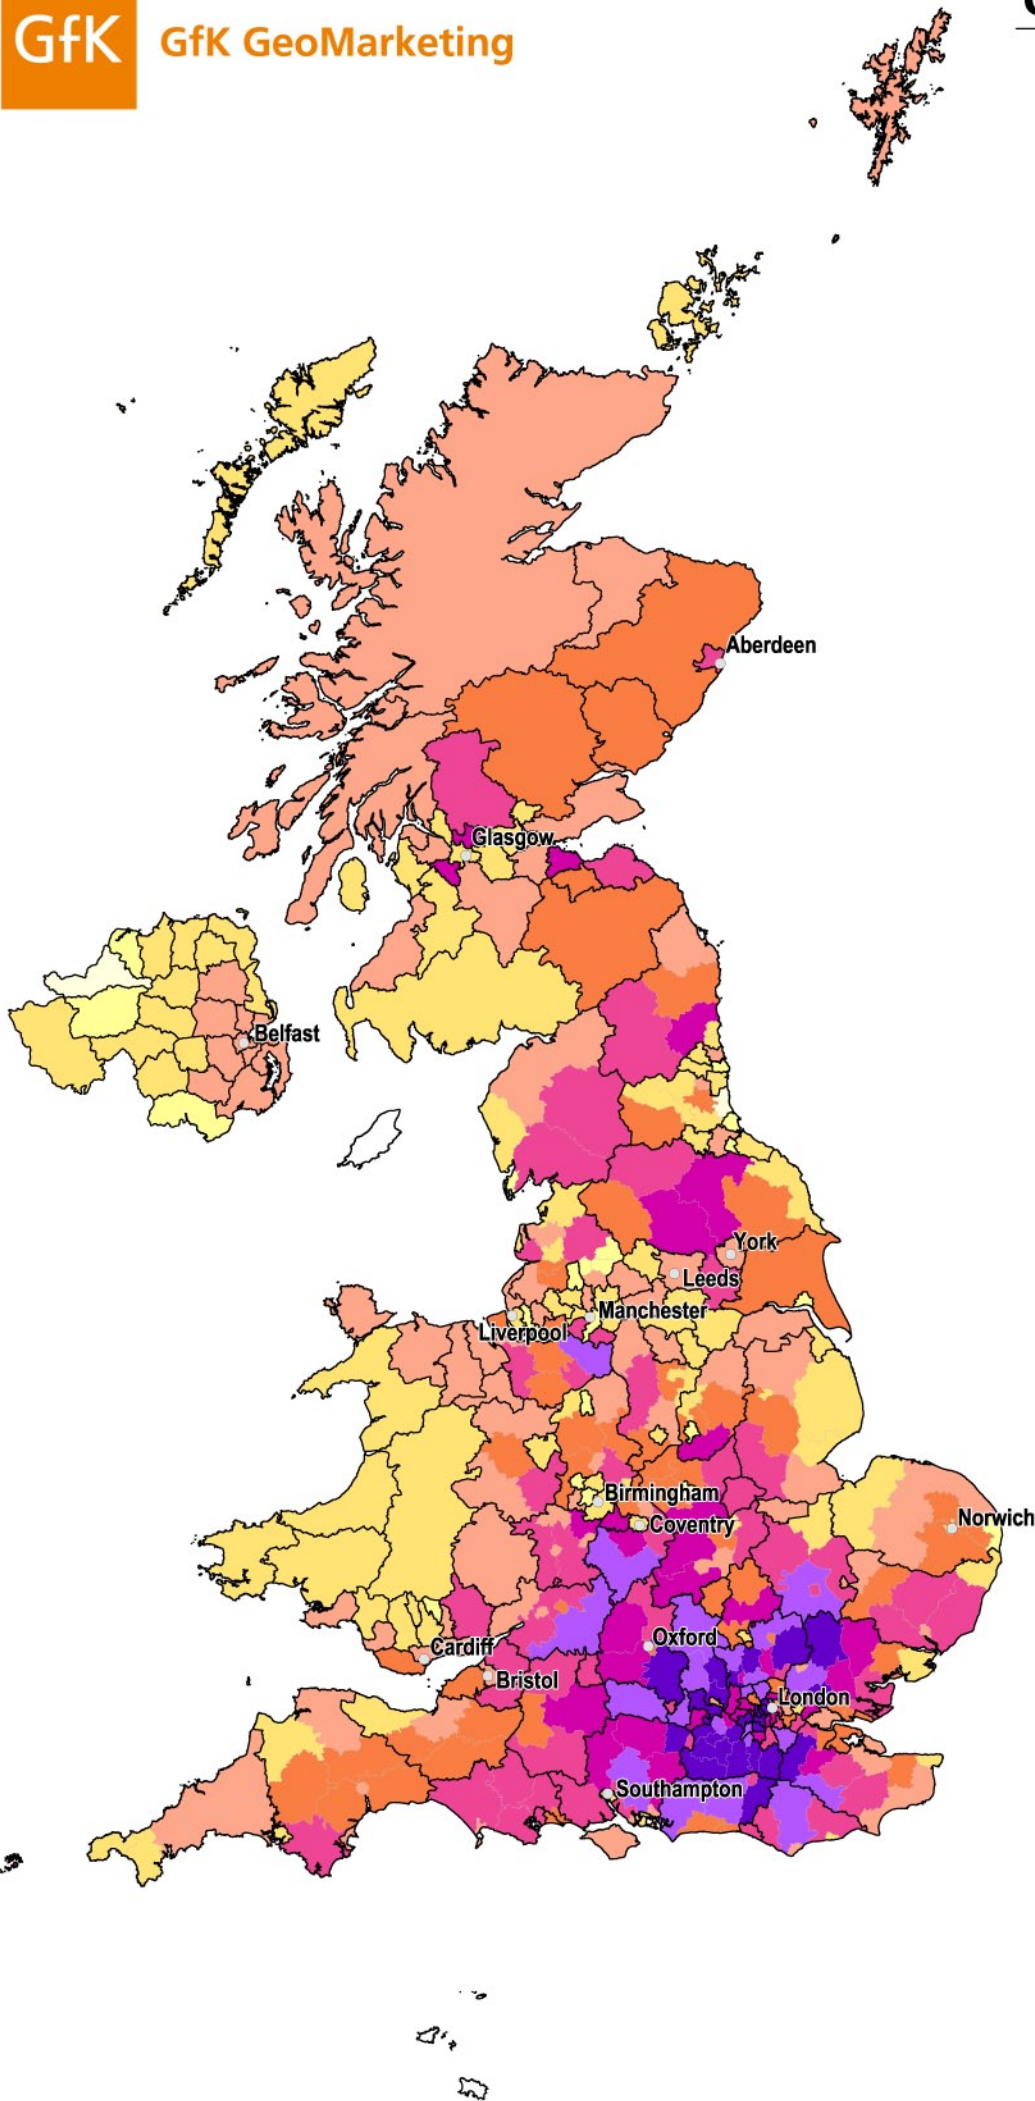 GfK GfK GeoMarketing
Aberdeen
Glasgow
Belfast
York
Leeds
Manchester
Liverpool
Birmingham
Norwich
Coventry
Oxford
Cardiff
Bristol
London
Southampton